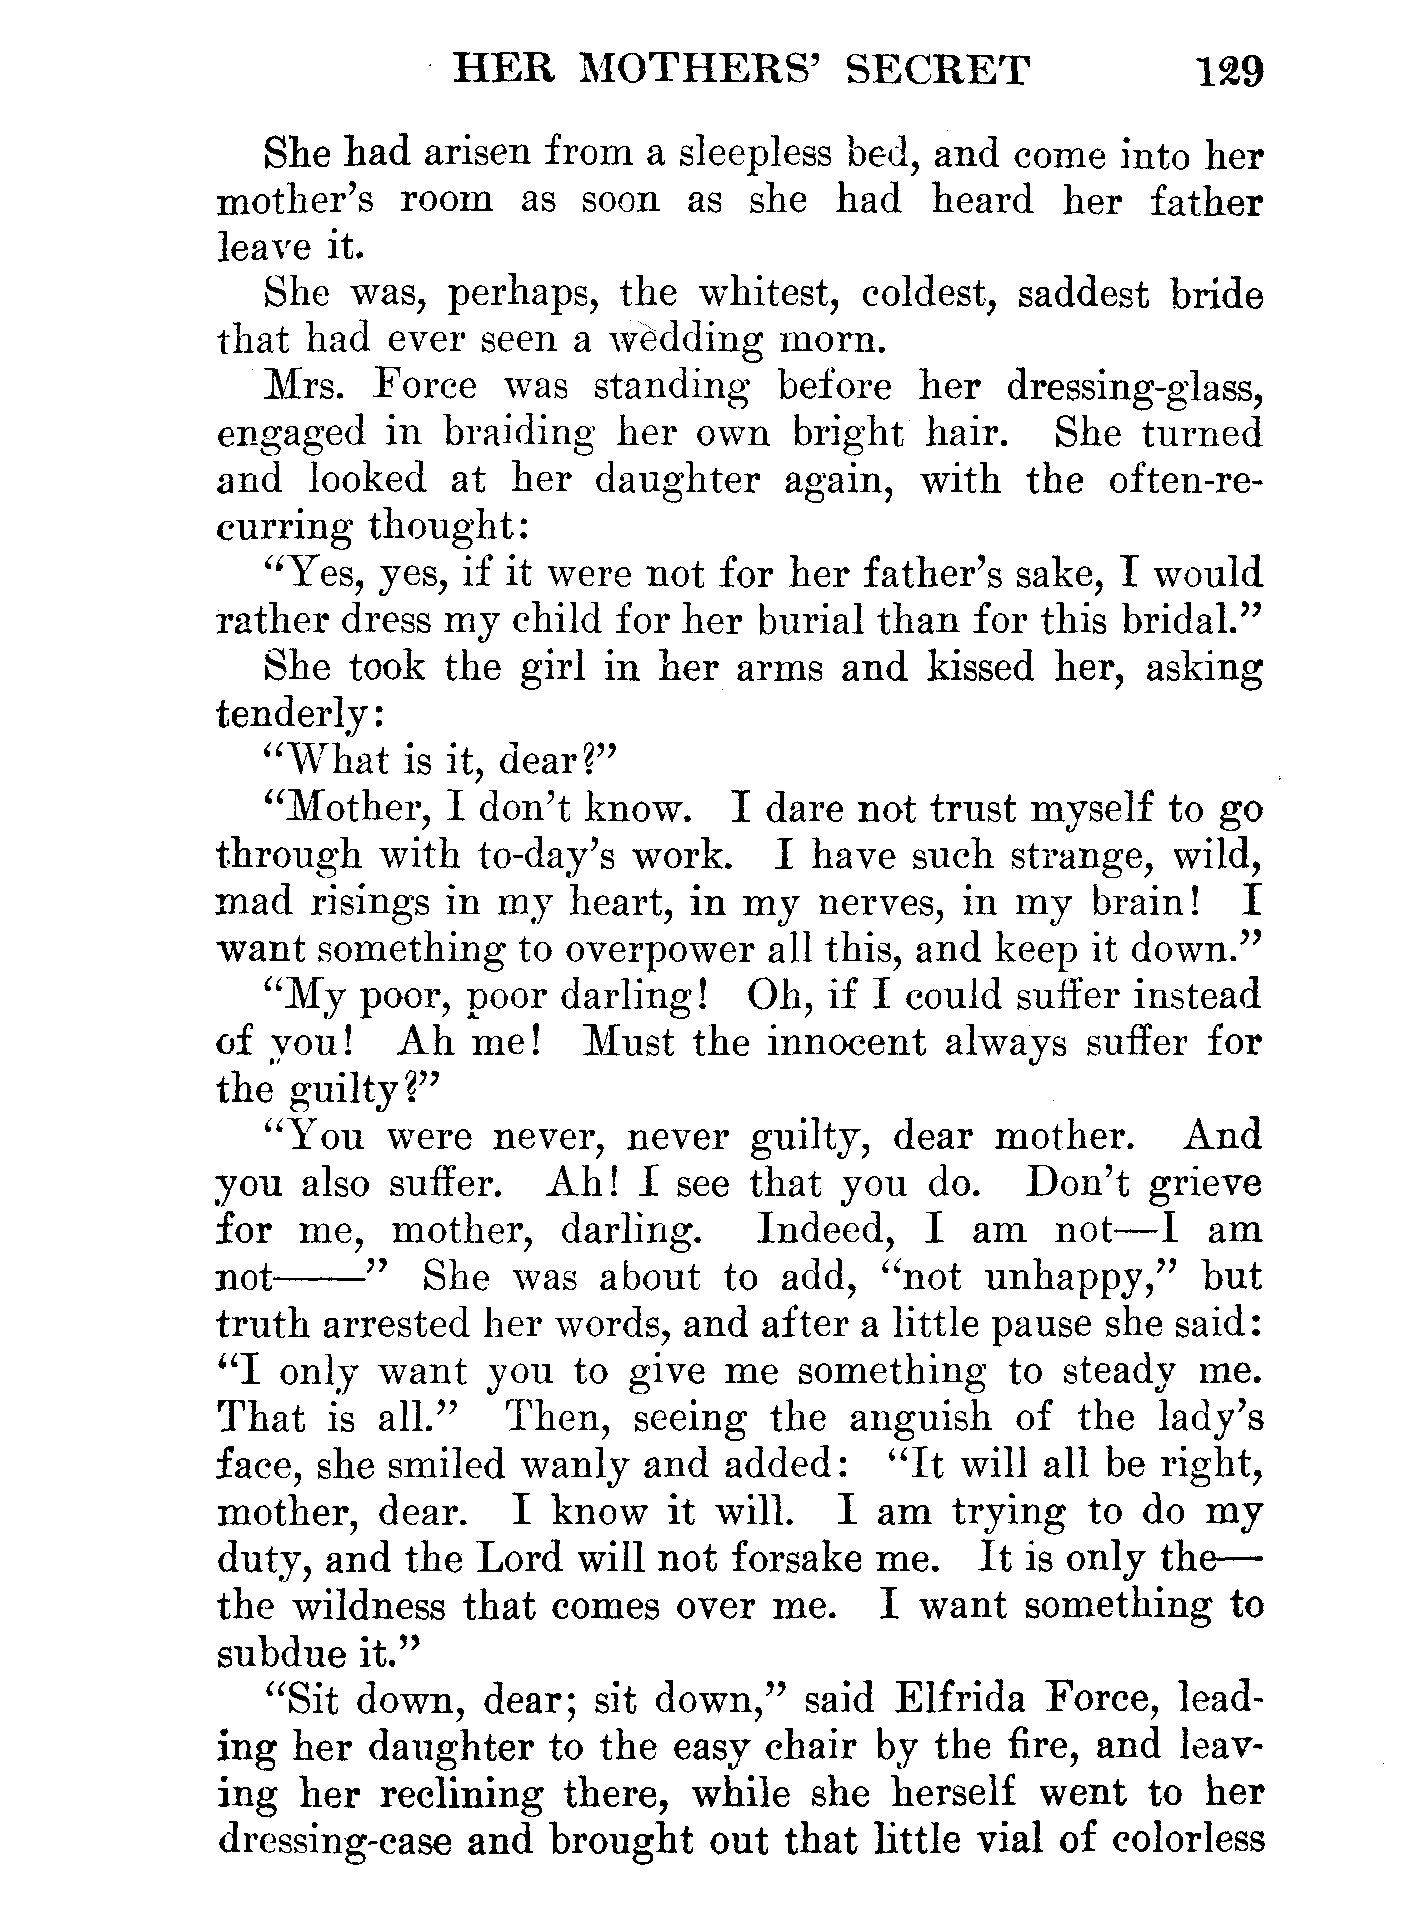 HER MOTHERS' SECRET 129
She had arisen from a sleepless bed, and come into her
mother's room as soon as she had heard her father
leave it.
She was, perhaps, the whitest, coldest, saddest bride
that had ever seen a wedding morn.
Mrs. Force was standing before her dressing-glass,
engaged in braiding her own bright hair. She turned
and looked at her daughter again, with the often-re-
curring thought:
"Yes, yes, if it were not for her father's sake, I would
rather dress my child for her burial than for this bridal."
She took the girl in her arms and kissed her, asking
tenderly:
"What is it, dear?"
"Mother, I don't know. I dare not trust myself to go
through with to-day's work. I have such strange, wild,
mad risings in my heart, in my nerves, in my brain! I
want something to overpower all this, and keep it down."
"My poor, poor darling! Oh, if I could suffer instead
of you! Ah me! Must the innocent always suffer for
the guilty?"
"You were never, never guilty, dear mother. And
you also suffer. Ah! I see that you do. Don't grieve
for me, mother, darling. Indeed, I am not—I am
not——" She was about to add, "not unhappy," but
truth arrested her words, and after a little pause she said:
"I only want you to give me something to steady me.
That is all." Then, seeing the anguish of the lady's
face, she smiled wanly and added: "It will all be right,
mother, dear. I know it will. I am trying to do my
duty, and the Lord will not forsake me. It is only the—
the wildness that comes over me. I want something to
subdue it."
"Sit down, dear; sit down," said Elfrida Force, lead-
ing her daughter to the easy chair by the fire, and leav-
ing her reclining there, while she herself went to her
dressing-case and brought out that little vial of colorless